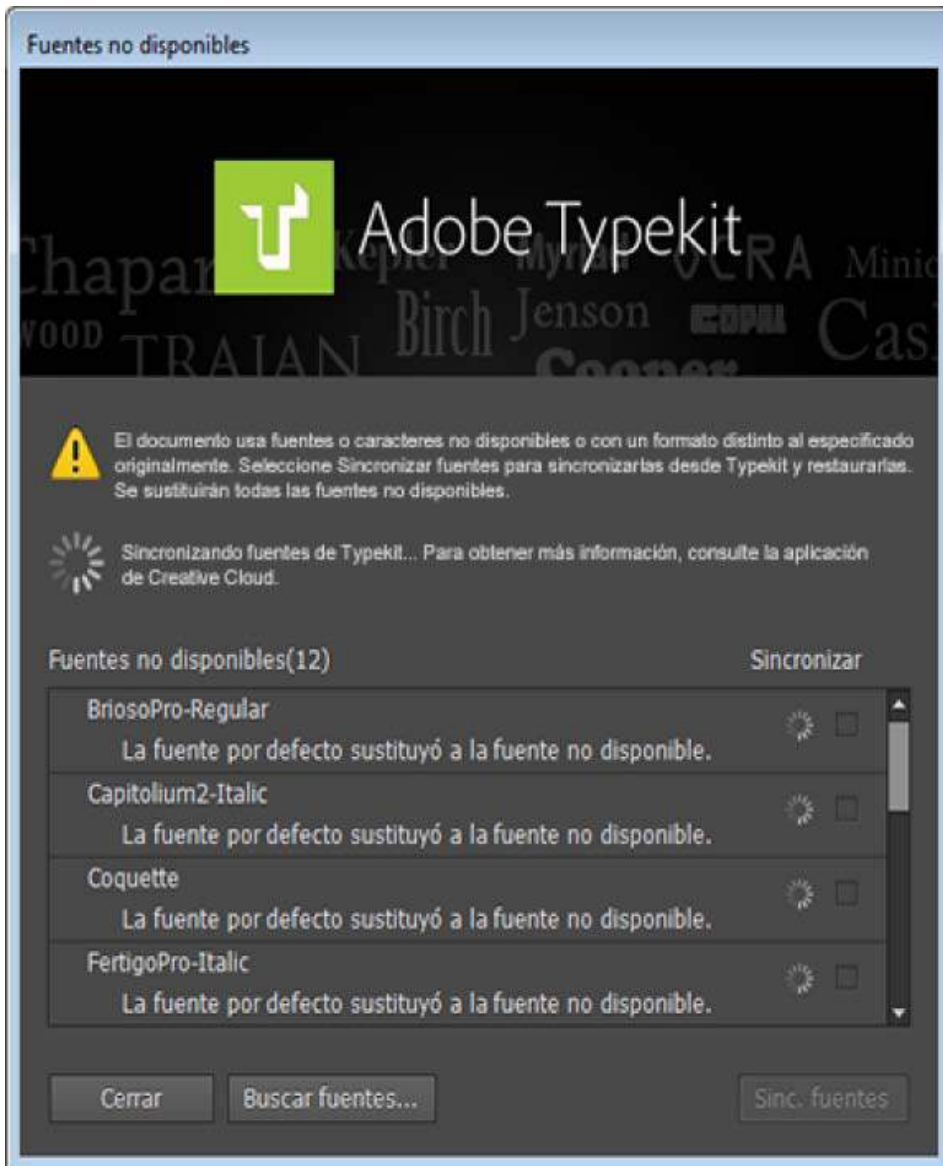 Fuentes no disponibles
Adobe Typekit
Kepler Myriad OCRA Minio
Chapar
Birch Jenson COPAL
WOOD TRAJAN Cooper Cas
El documento usa fuentes o caracteres no disponibles o con un formato distinto al especificado
originalmente. Seleccione Sincronizar fuentes para sincronizarlas desde Typekit y restaurarlas.
Se sustituirán todas las fuentes no disponibles.
Sincronizando fuentes de Typekit... Para obtener más información, consulte la aplicación
de Creative Cloud.
Fuentes no disponibles(12) Sincronizar
BriosoPro-Regular
La fuente por defecto sustituyó a la fuente no disponible.
Capitolium2-Italic
La fuente por defecto sustituyó a la fuente no disponible.
Coquette
La fuente por defecto sustituyó a la fuente no disponible.
FertigoPro-Italic
La fuente por defecto sustituyó a la fuente no disponible.
Cerrar Buscar fuentes... Sinc. fuentes